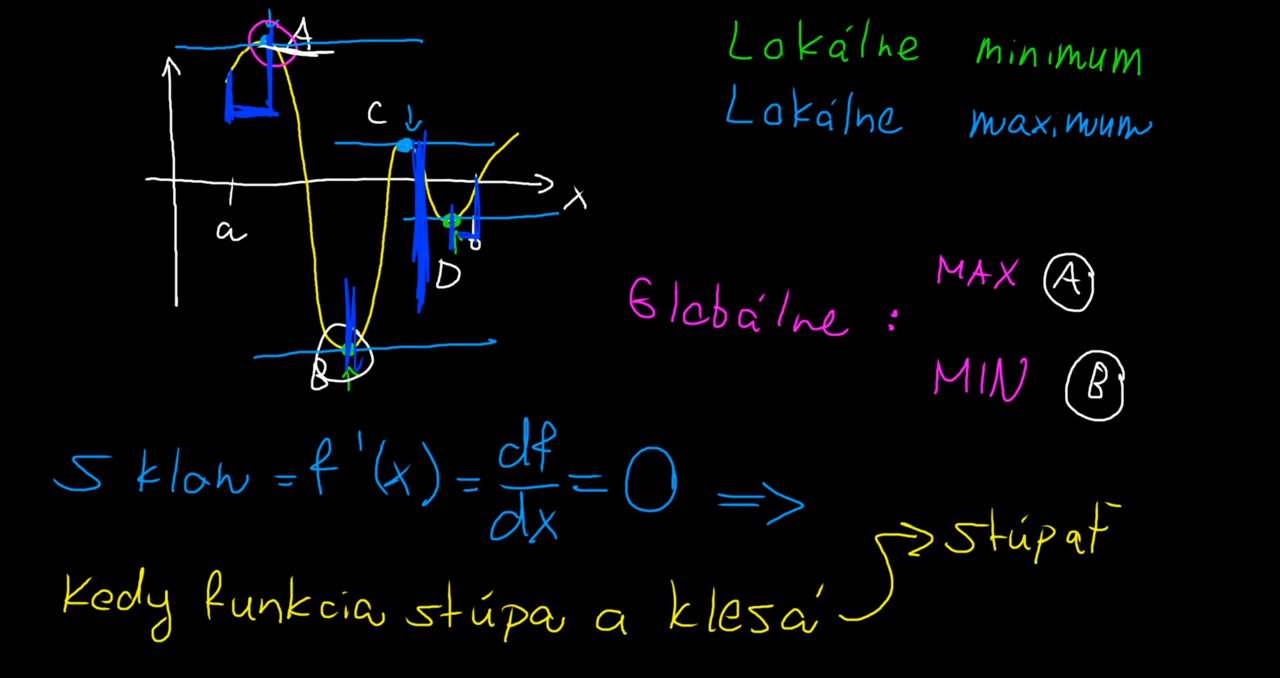 A
Lokálne minimum
C
Lokálne maximum
x
a
b
D
MAX A
Globálne :
B
MIN B
Sklon = f'(x) = df/dx = 0 ⇒
stúpať
Kedy funkcia stúpa a klesá